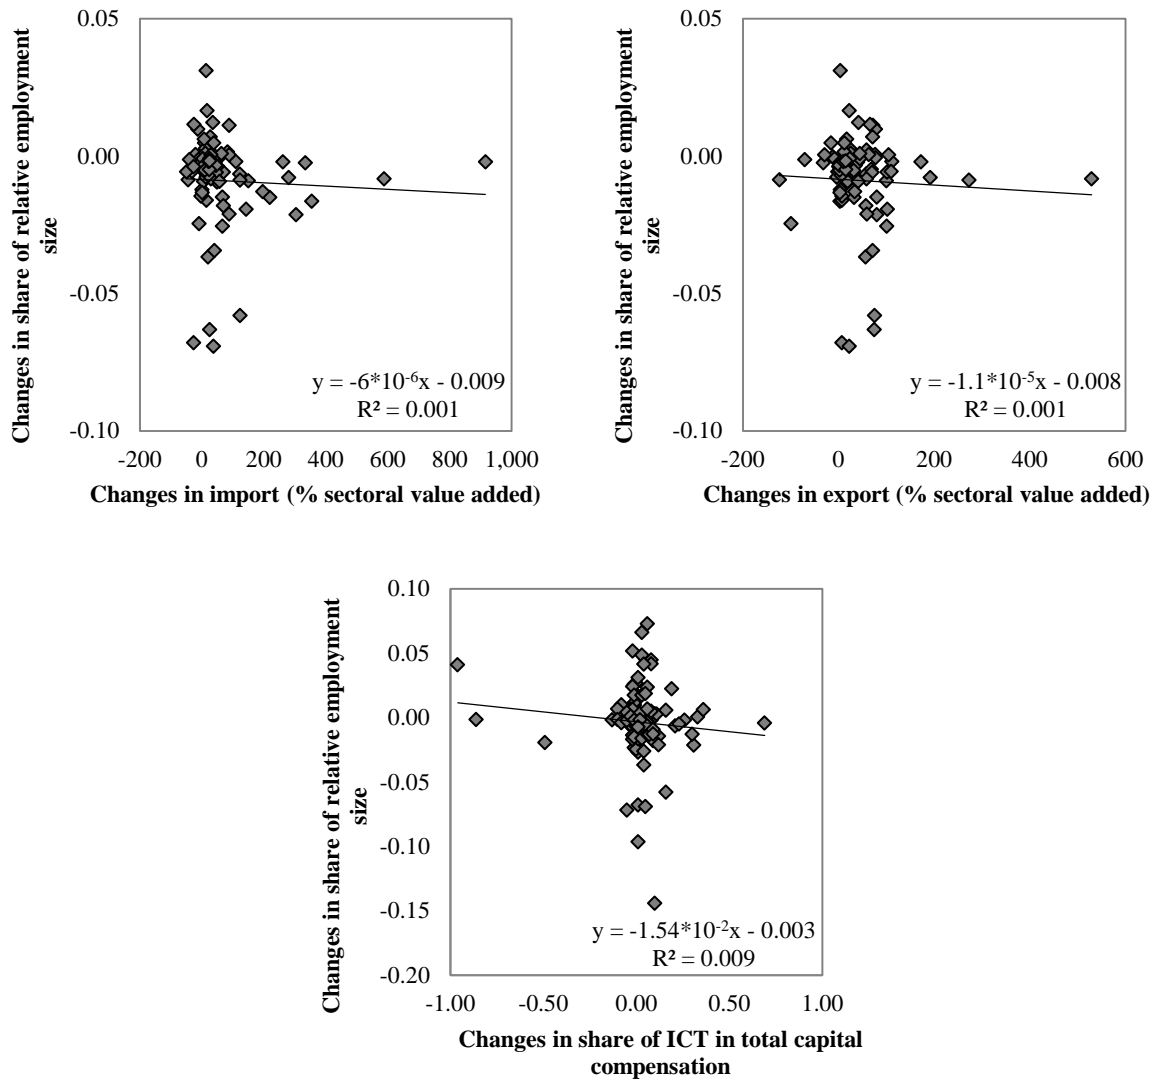 Changes in share of relative employment
size
0.05
0.00
-0.05
-0.10
y = -6*10-6x - 0.009
R² = 0.001
-200 0 200 400 600 800 1,000
Changes in import (% sectoral value added)
Changes in share of relative employment
size
0.05
0.00
-0.05
-0.10
y = -1.1*10-5x - 0.008
R² = 0.001
-200 0 200 400 600
Changes in export (% sectoral value added)
Changes in share of relative employment
size
0.10
0.05
0.00
-0.05
-0.10
-0.15
-0.20
y = -1.54*10-2x - 0.003
R² = 0.009
-1.00 -0.50 0.00 0.50 1.00
Changes in share of ICT in total capital
compensation